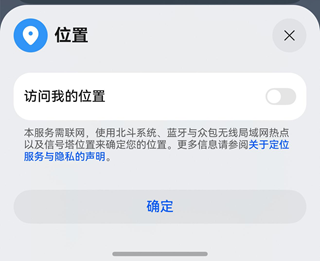 位置
访问我的位置
本服务需联网，使用北斗系统、蓝牙与众包无线局域网热点
以及信号塔位置来确定您的位置。更多信息请参阅关于定位
服务与隐私的声明。
确定